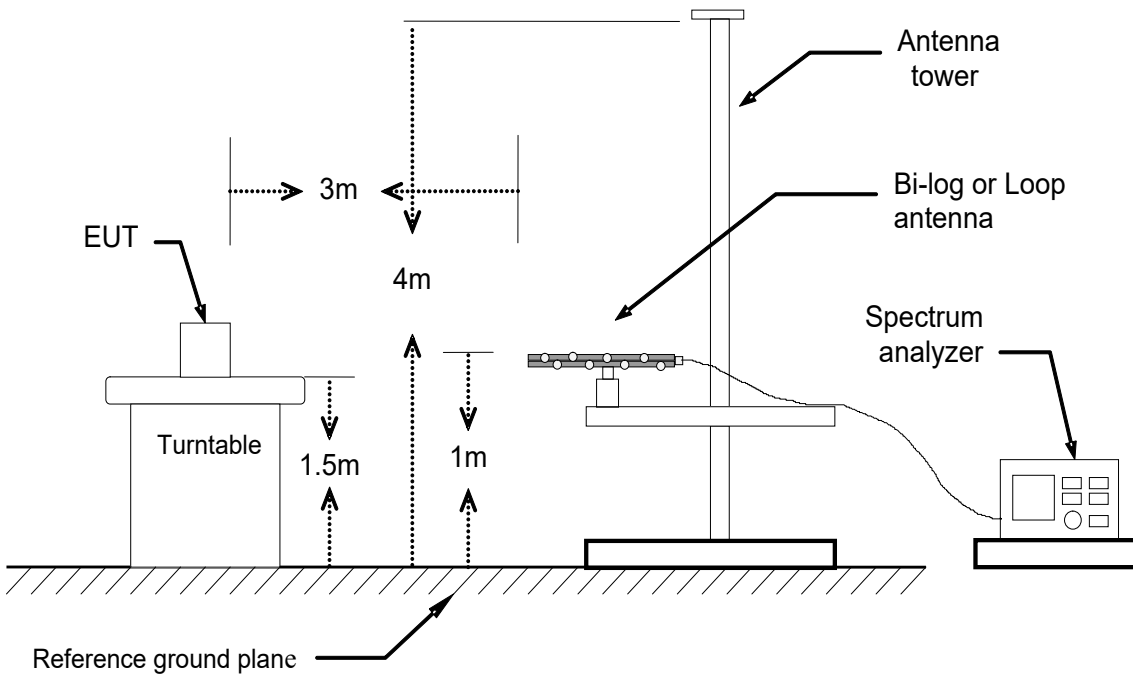 Antenna
tower
3m
Bi-log or Loop
antenna
EUT
4m
Spectrum
analyzer
Turntable
1.5m
1m
Reference ground plane